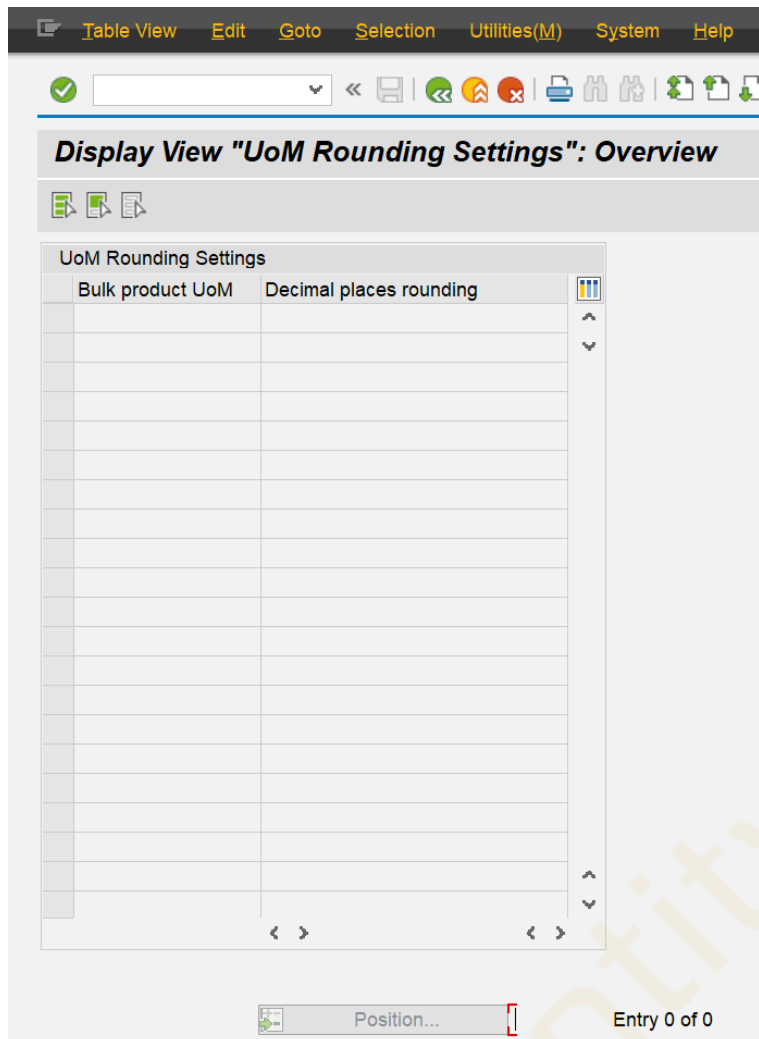 Table View Edit Goto Selection Utilities(M) System Help
Display View "UoM Rounding Settings": Overview
UoM Rounding Settings
Bulk product UoM Decimal places rounding
Position... Entry 0 of 0